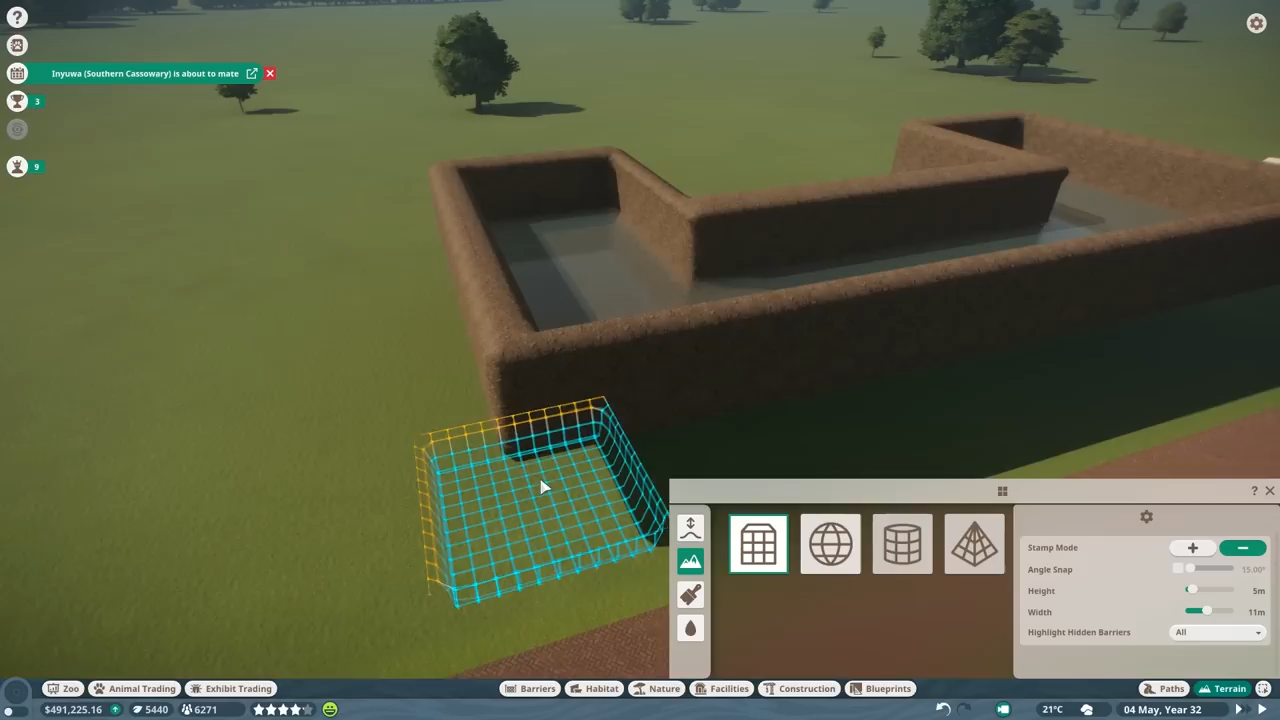 ?
Inyuwa (Southern Cassowary) is about to mate
3
9
? ×
Stamp Mode + −
Angle Snap 15.00°
Height 5m
Width 11m
Highlight Hidden Barriers All
Zoo Animal Trading Exhibit Trading Barriers Habitat Nature Facilities Construction Blueprints Paths Terrain
$491,225.16 5440 6271 21°C 04 May, Year 32